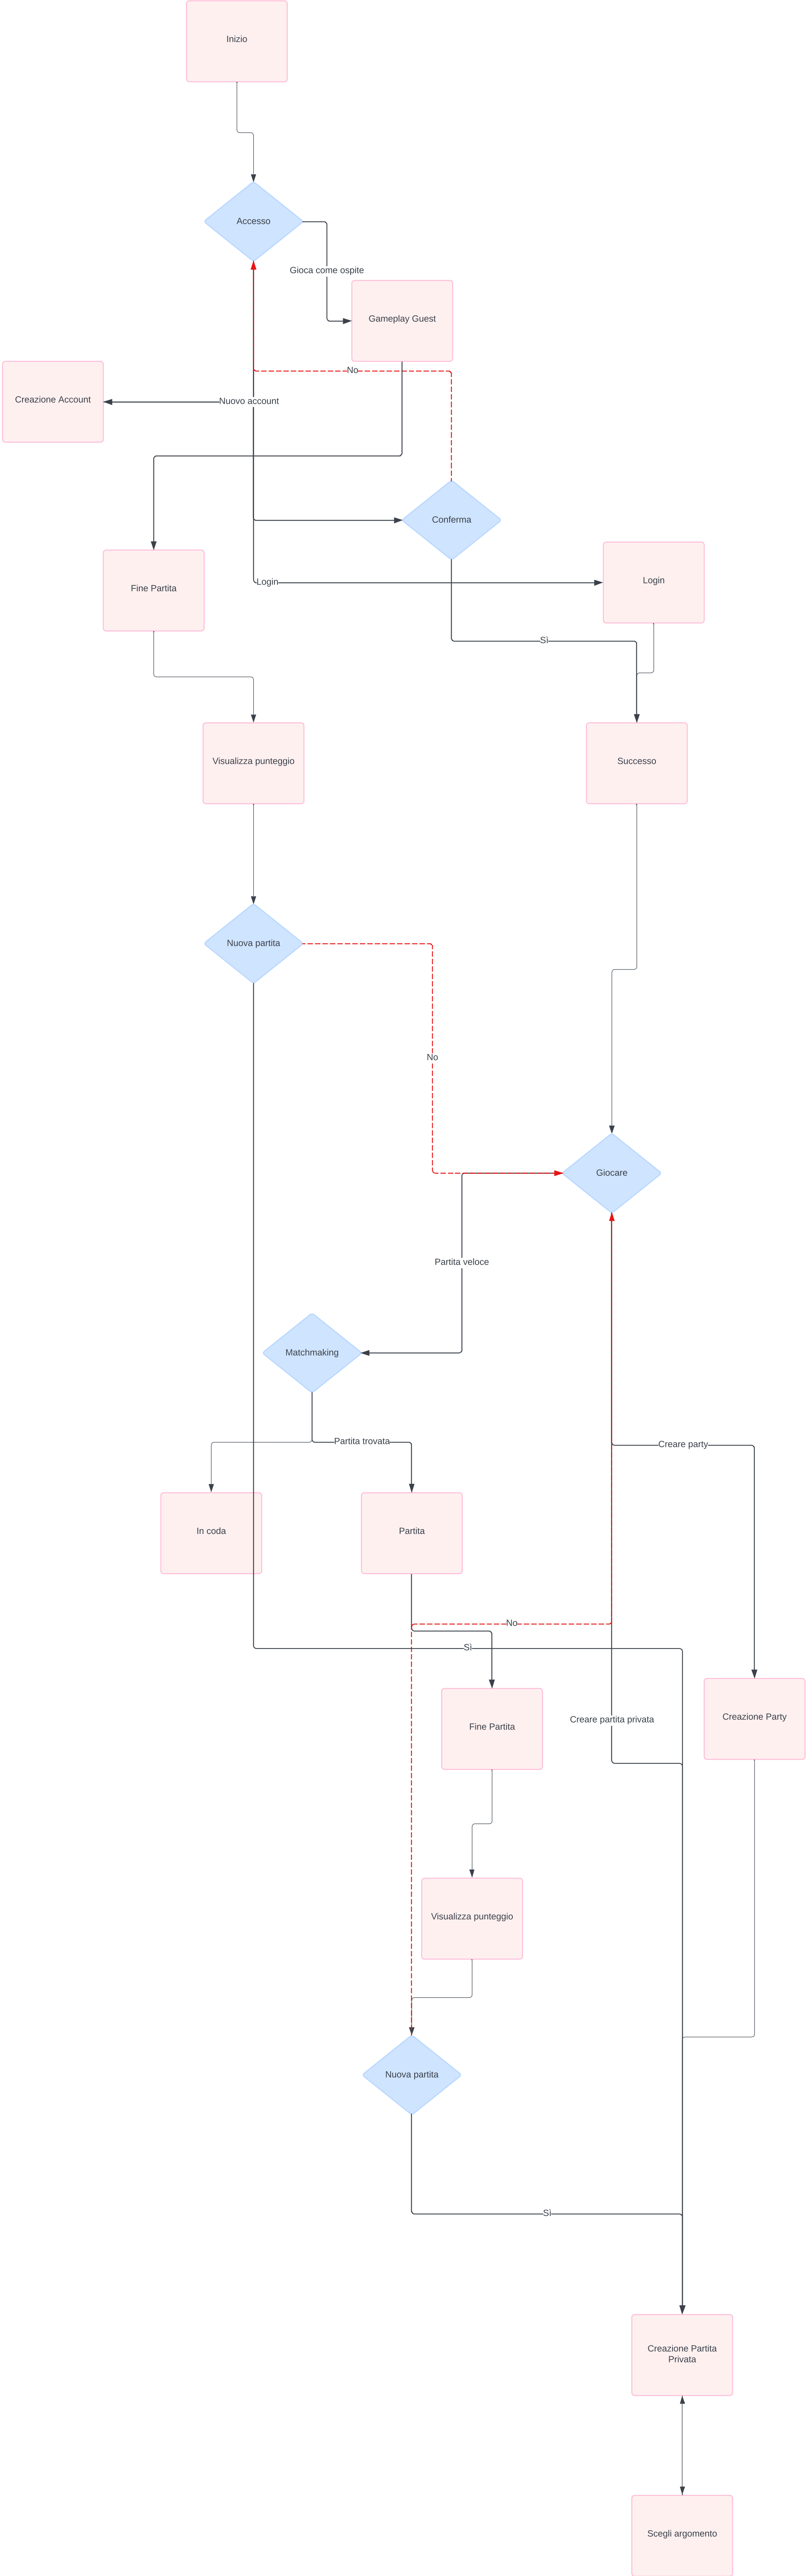 Inizio
Accesso
Gioca come ospite
Gameplay Guest
No
Creazione Account
Nuovo account
Conferma
Login
Login
Fine Partita
Sì
Visualizza punteggio
Successo
Nuova partita
No
Giocare
Partita veloce
Matchmaking
Partita trovata
Creare party
In coda
Partita
No
Sì
Creazione Party
Creare partita privata
Fine Partita
Visualizza punteggio
Nuova partita
Sì
Creazione Partita
Privata
Scegli argomento